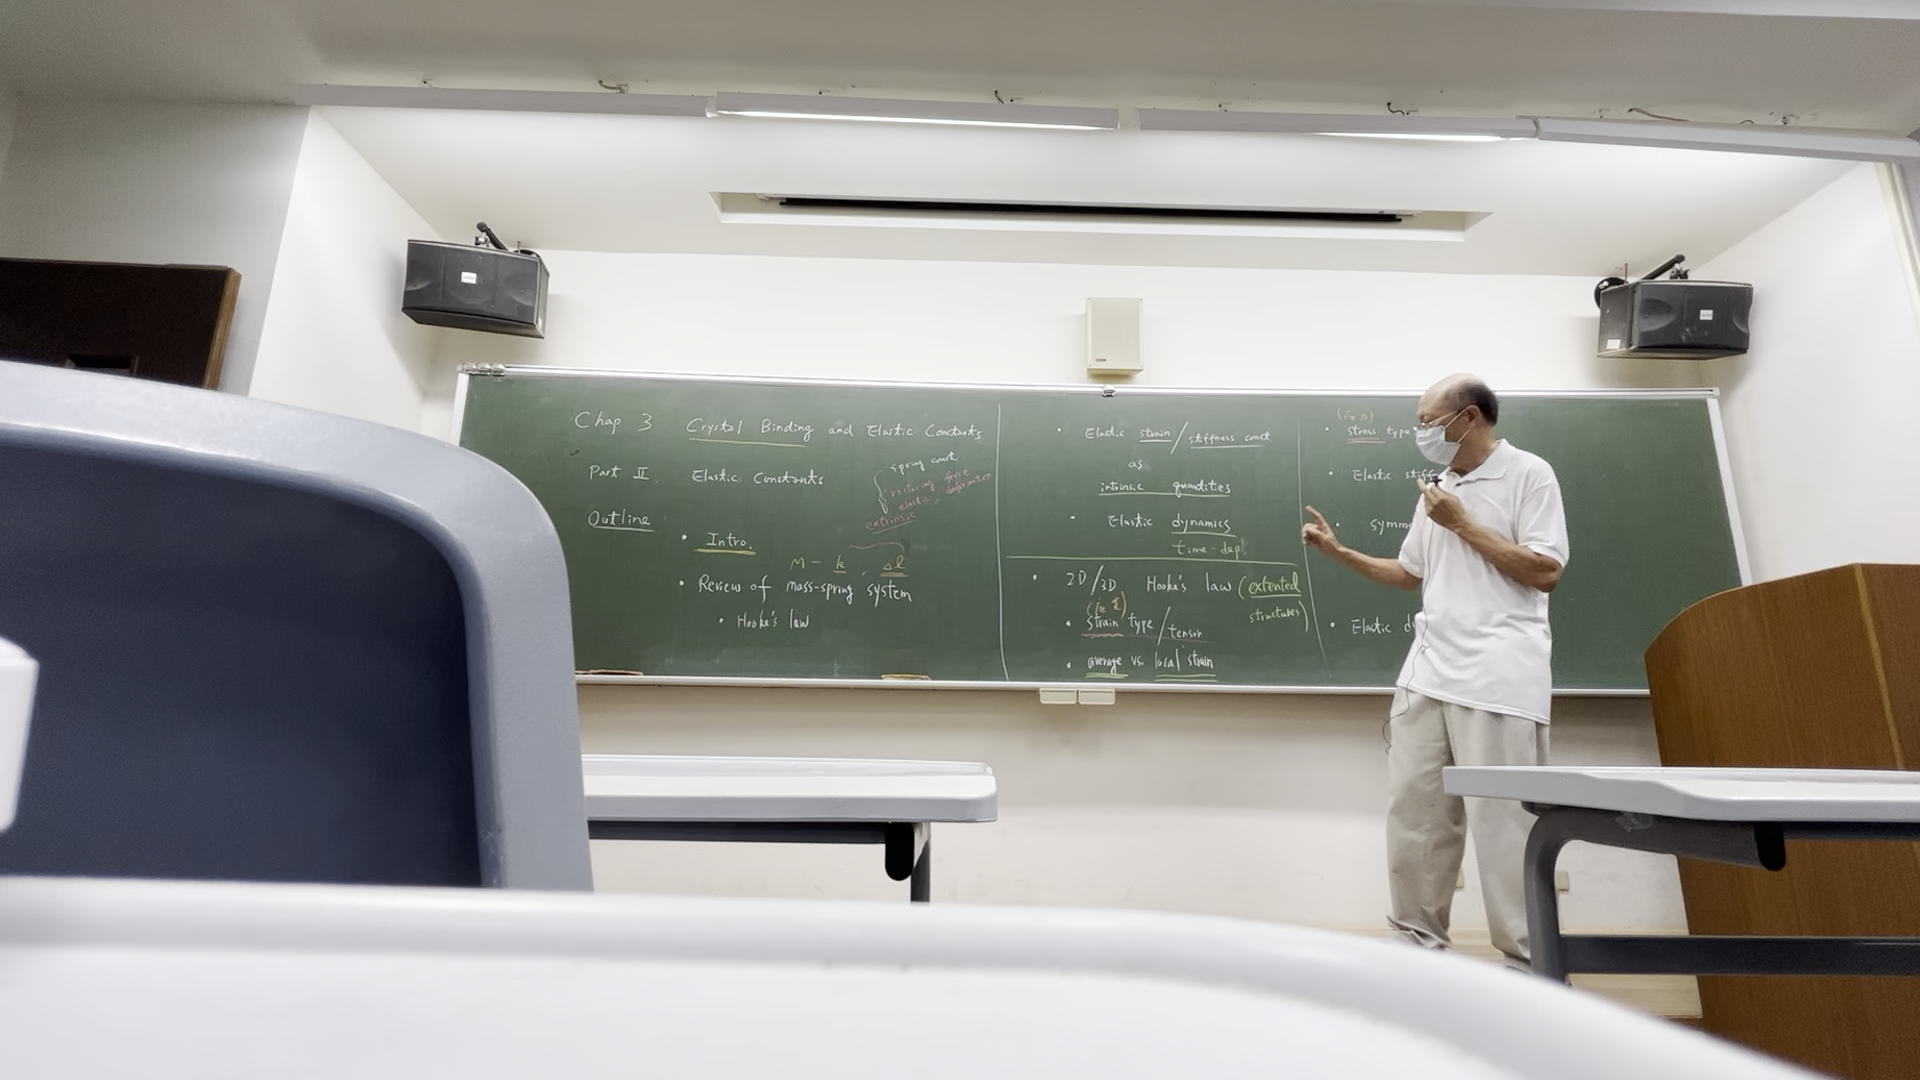 Chap 3 Crystal Binding and Elastic Constants
Part II. Elastic Constants
spring const
restoring force
elastic deformation
extrinsic
Outline
• Intro.
M - k, Δl
• Review of mass-spring system
• Hooke's law
• Elastic strain / stiffness const
as
intrinsic quantities
• Elastic dynamics
time-dep!
• 2D/3D Hooke's law (extented
structures)
• strain type / tensor
• average vs. local strain
• stress type
• Elastic stiffn
• symm
• Elastic d